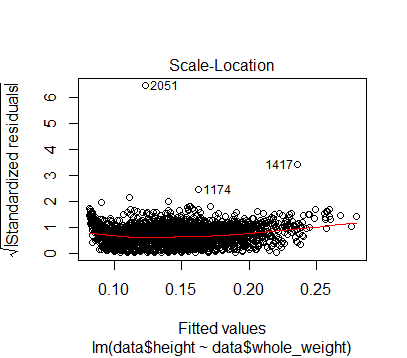 Scale-Location
√|Standardized residuals|
6
5
4
3
2
1
0
2051
1417
1174
0.10 0.15 0.20 0.25
Fitted values
lm(data$height ~ data$whole_weight)